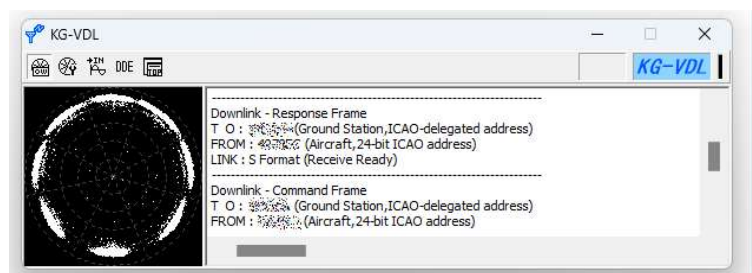 KG-VDL
DDE
KG-VDL
Downlink - Response Frame
T O : (Ground Station,ICAO-delegated address)
FROM : (Aircraft,24-bit ICAO address)
LINK : S Format (Receive Ready)
Downlink - Command Frame
T O : (Ground Station,ICAO-delegated address)
FROM : (Aircraft,24-bit ICAO address)